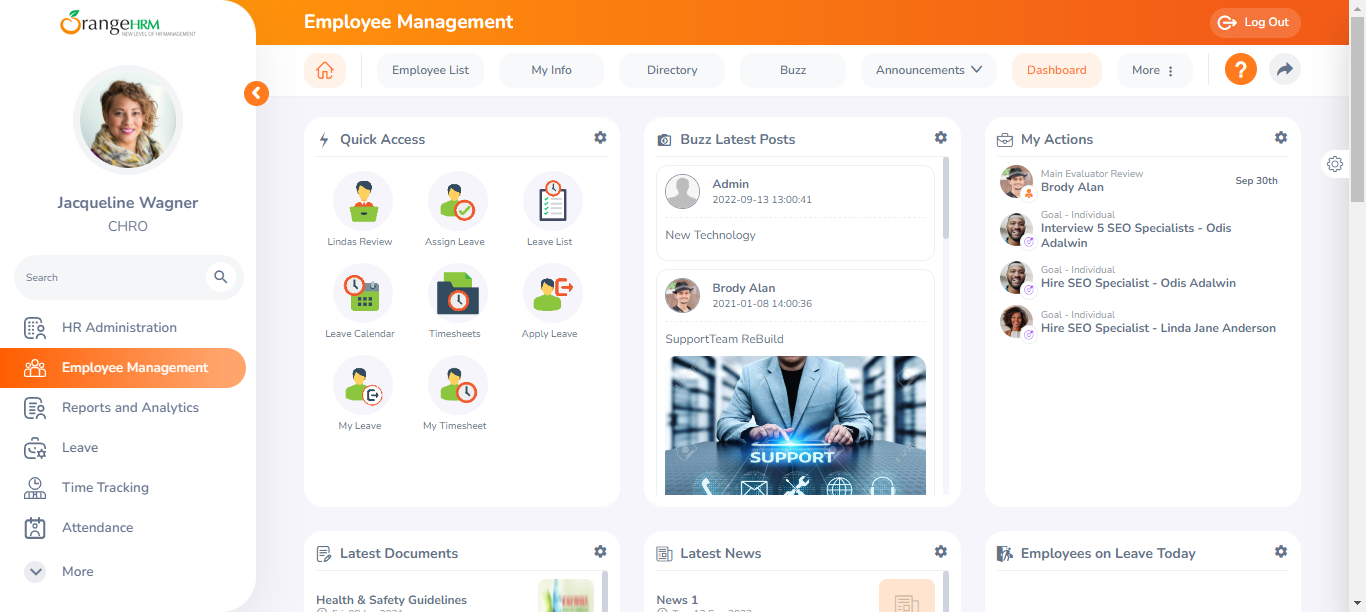 OrangeHRM
NEW LEVEL OF HR MANAGEMENT
Employee Management
Log Out
Jacqueline Wagner
CHRO
Search
HR Administration
Employee Management
Reports and Analytics
Leave
Time Tracking
Attendance
More
Employee List
My Info
Directory
Buzz
Announcements
Dashboard
More
?
Quick Access
Lindas Review
Assign Leave
Leave List
Leave Calendar
Timesheets
Apply Leave
My Leave
My Timesheet
Buzz Latest Posts
Admin
2022-09-13 13:00:41
New Technology
Brody Alan
2021-01-08 14:00:36
SupportTeam ReBuild
SUPPORT
My Actions
Main Evaluator Review
Brody Alan
Sep 30th
Goal - Individual
Interview 5 SEO Specialists - Odis
Adalwin
Goal - Individual
Hire SEO Specialist - Odis Adalwin
Goal - Individual
Hire SEO Specialist - Linda Jane Anderson
Latest Documents
Health & Safety Guidelines
Latest News
News 1
Employees on Leave Today